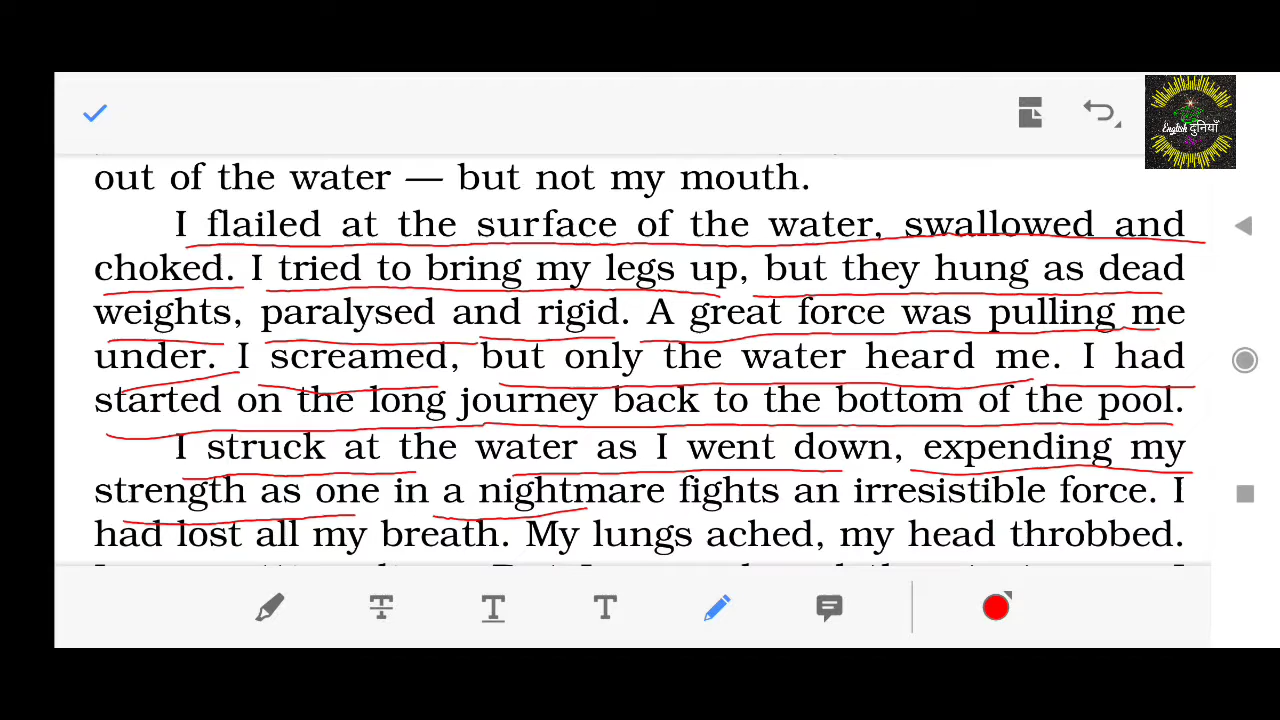 English दुनियाँ
out of the water — but not my mouth.
I flailed at the surface of the water, swallowed and
choked. I tried to bring my legs up, but they hung as dead
weights, paralysed and rigid. A great force was pulling me
under. I screamed, but only the water heard me. I had
started on the long journey back to the bottom of the pool.
I struck at the water as I went down, expending my
strength as one in a nightmare fights an irresistible force. I
had lost all my breath. My lungs ached, my head throbbed.
T T T